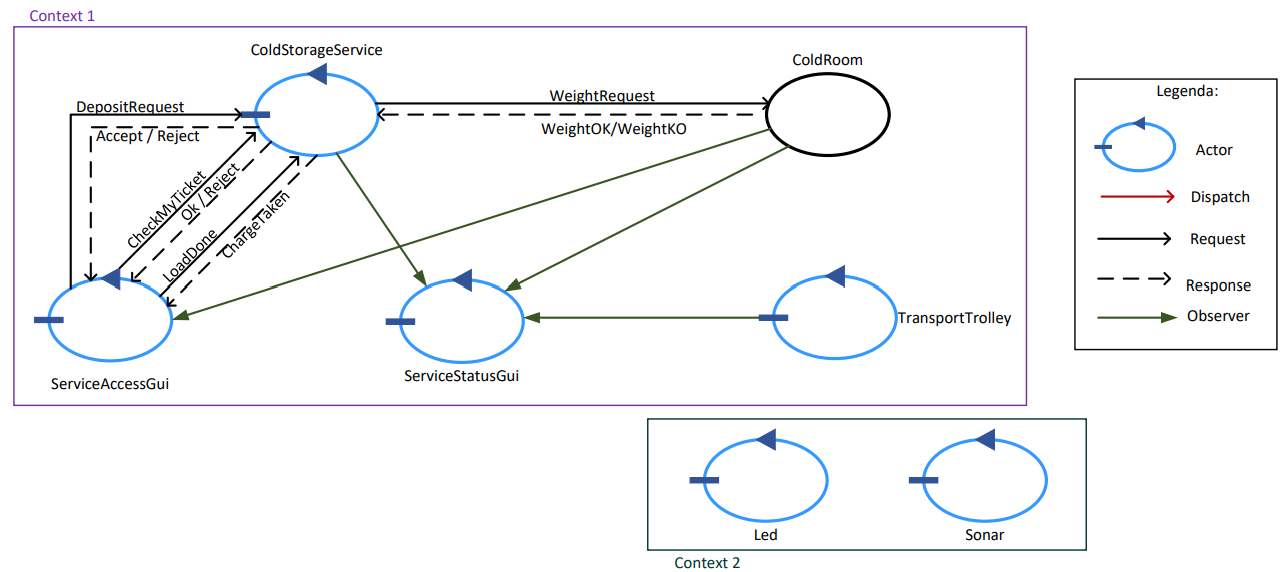 Context 1
ColdStorageService
ColdRoom
DepositRequest
Accept / Reject
WeightRequest
WeightOK/WeightKO
CheckMyTicket
Ok / Reject
LoadDone
ChargeTaken
ServiceAccessGui
ServiceStatusGui
TransportTrolley
Legenda:
Actor
Dispatch
Request
Response
Observer
Led
Sonar
Context 2